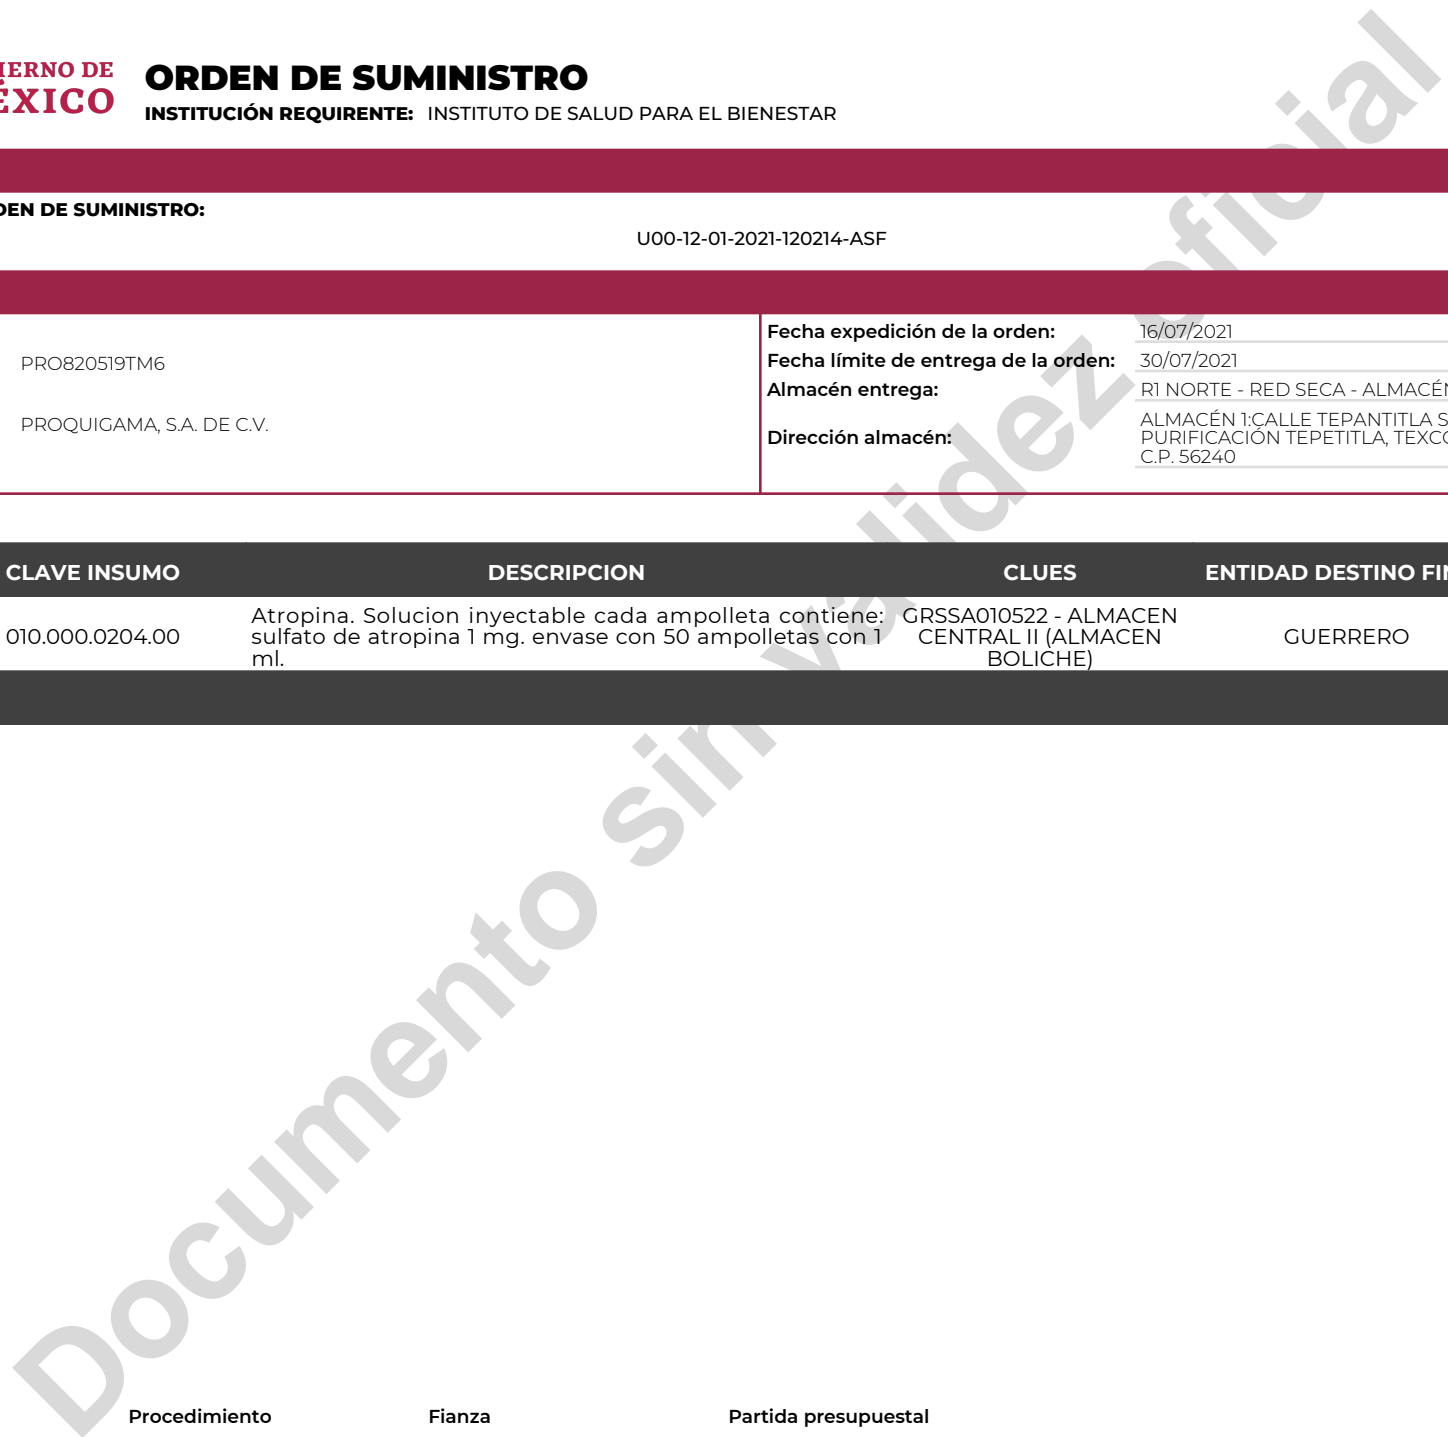 IERNO DE
ÉXICO
ORDEN DE SUMINISTRO
INSTITUCIÓN REQUIRENTE: INSTITUTO DE SALUD PARA EL BIENESTAR
DEN DE SUMINISTRO:
U00-12-01-2021-120214-ASF
PRO820519TM6
PROQUIGAMA, S.A. DE C.V.
Fecha expedición de la orden: 16/07/2021
Fecha límite de entrega de la orden: 30/07/2021
Almacén entrega: R1 NORTE - RED SECA - ALMACÉN
Dirección almacén: ALMACÉN 1:CALLE TEPANTITLA S
PURIFICACIÓN TEPETITLA, TEXCO
C.P. 56240
CLAVE INSUMO DESCRIPCION CLUES ENTIDAD DESTINO FIN
010.000.0204.00
Atropina. Solucion inyectable cada ampolleta contiene:
sulfato de atropina 1 mg. envase con 50 ampolletas con 1
ml.
GRSSA010522 - ALMACEN
CENTRAL II (ALMACEN
BOLICHE)
GUERRERO
Documento sin validez oficial
Procedimiento Fianza Partida presupuestal